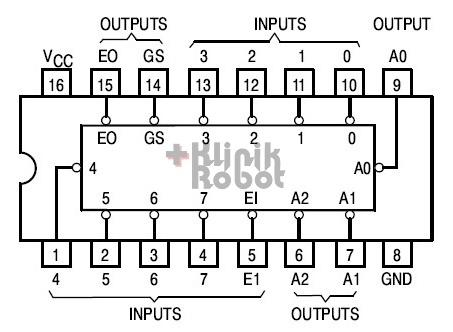 OUTPUTS INPUTS OUTPUT
VCC EO GS 3 2 1 0 A0
16 15 14 13 12 11 10 9
EO GS 3 2 1 0
4 A0
+Klinik
Robot
5 6 7 EI A2 A1
1 2 3 4 5 6 7 8
4 5 6 7 E1 A2 A1 GND
INPUTS OUTPUTS